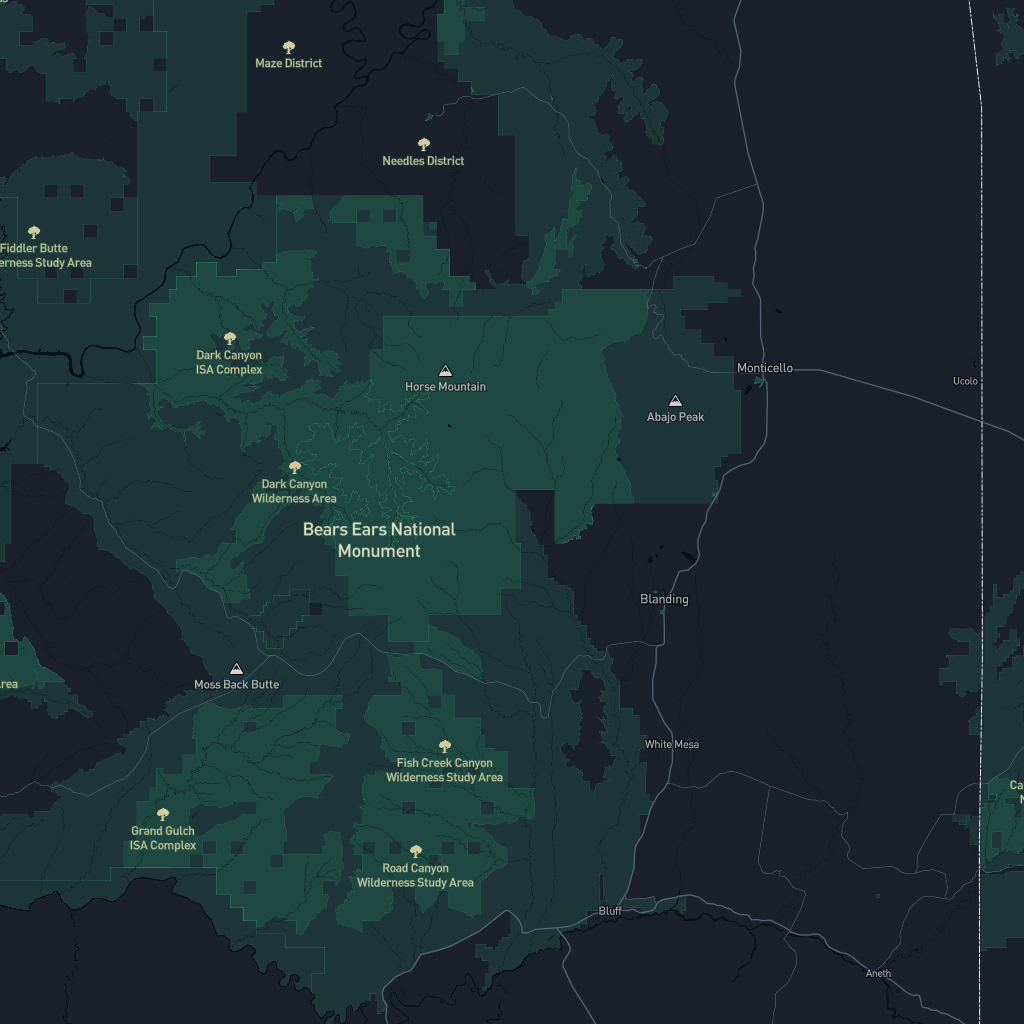 Maze District
Needles District
Fiddler Butte
erness Study Area
Dark Canyon
ISA Complex
Horse Mountain
Monticello
Ucolo
Abajo Peak
Dark Canyon
Wilderness Area
Bears Ears National
Monument
Blanding
Moss Back Butte
rea
White Mesa
Fish Creek Canyon
Wilderness Study Area
Ca
N
Grand Gulch
ISA Complex
Road Canyon
Wilderness Study Area
Bluff
Aneth